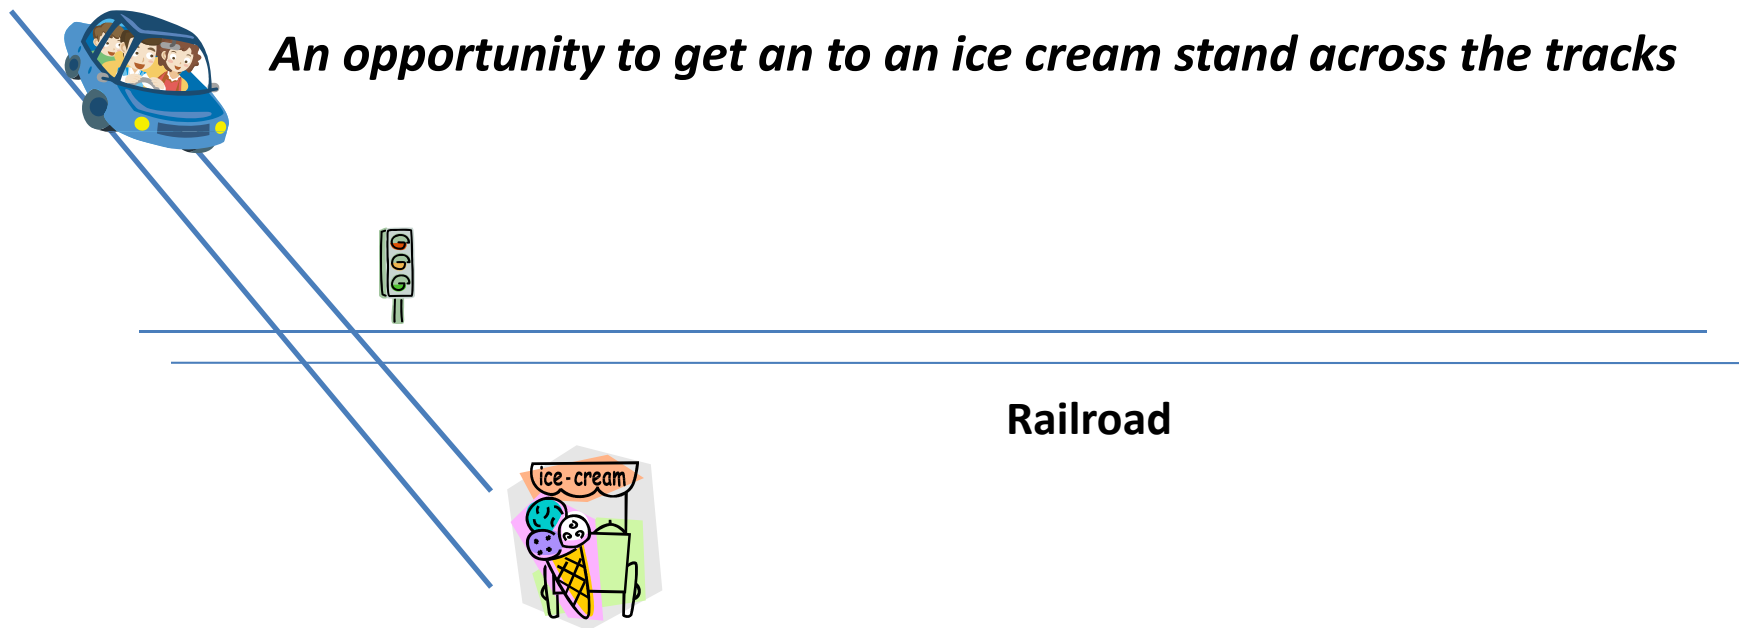 An opportunity to get an to an ice cream stand across the tracks
Railroad
ice-cream